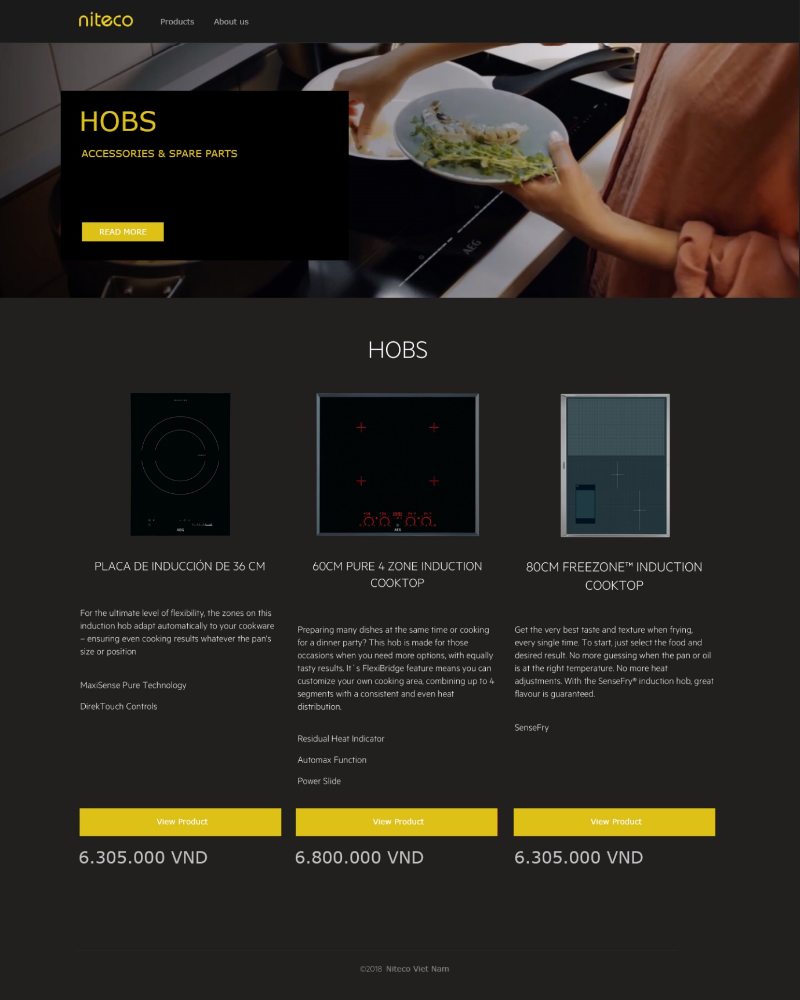 niteco
Products
About us
HOBS
ACCESSORIES & SPARE PARTS
READ MORE
AEG
HOBS
INDUCTION
POWER
AEG
AEG
PLACA DE INDUCCIÓN DE 36 CM
For the ultimate level of flexibility, the zones on this
induction hob adapt automatically to your cookware
– ensuring even cooking results whatever the pan's
size or position
MaxiSense Pure Technology
DirekTouch Controls
60CM PURE 4 ZONE INDUCTION
COOKTOP
Preparing many dishes at the same time or cooking
for a dinner party? This hob is made for those
occasions when you need more options, with equally
tasty results. It´s FlexiBridge feature means you can
customize your own cooking area, combining up to 4
segments with a consistent and even heat
distribution.
Residual Heat Indicator
Automax Function
Power Slide
80CM FREEZONE™ INDUCTION
COOKTOP
Get the very best taste and texture when frying,
every single time. To start, just select the food and
desired result. No more guessing when the pan or oil
is at the right temperature. No more heat
adjustments. With the SenseFry® induction hob, great
flavour is guaranteed.
SenseFry
View Product
View Product
View Product
6.305.000 VND
6.800.000 VND
6.305.000 VND
©2018 Niteco Viet Nam